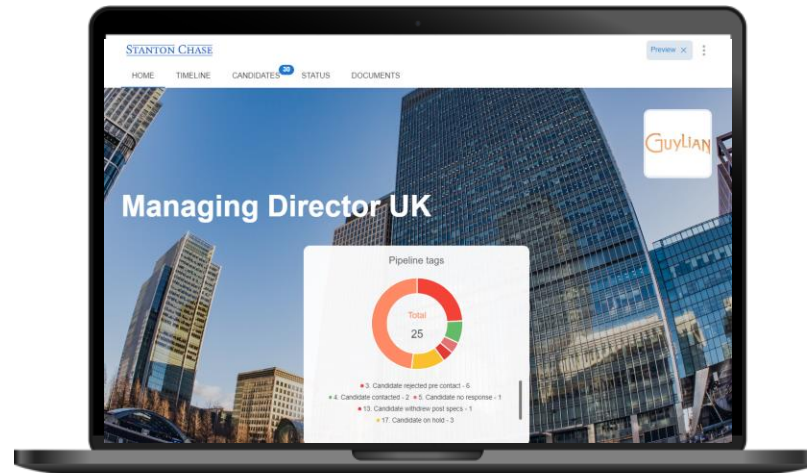 STANTON CHASE
Preview ×
HOME TIMELINE CANDIDATES 30 STATUS DOCUMENTS
GUYLIAN
Managing Director UK
Pipeline tags
Total
25
3. Candidate rejected pre contact - 6
4. Candidate contacted - 2 5. Candidate no response - 1
13. Candidate withdrew post specs - 1
17. Candidate on hold - 3